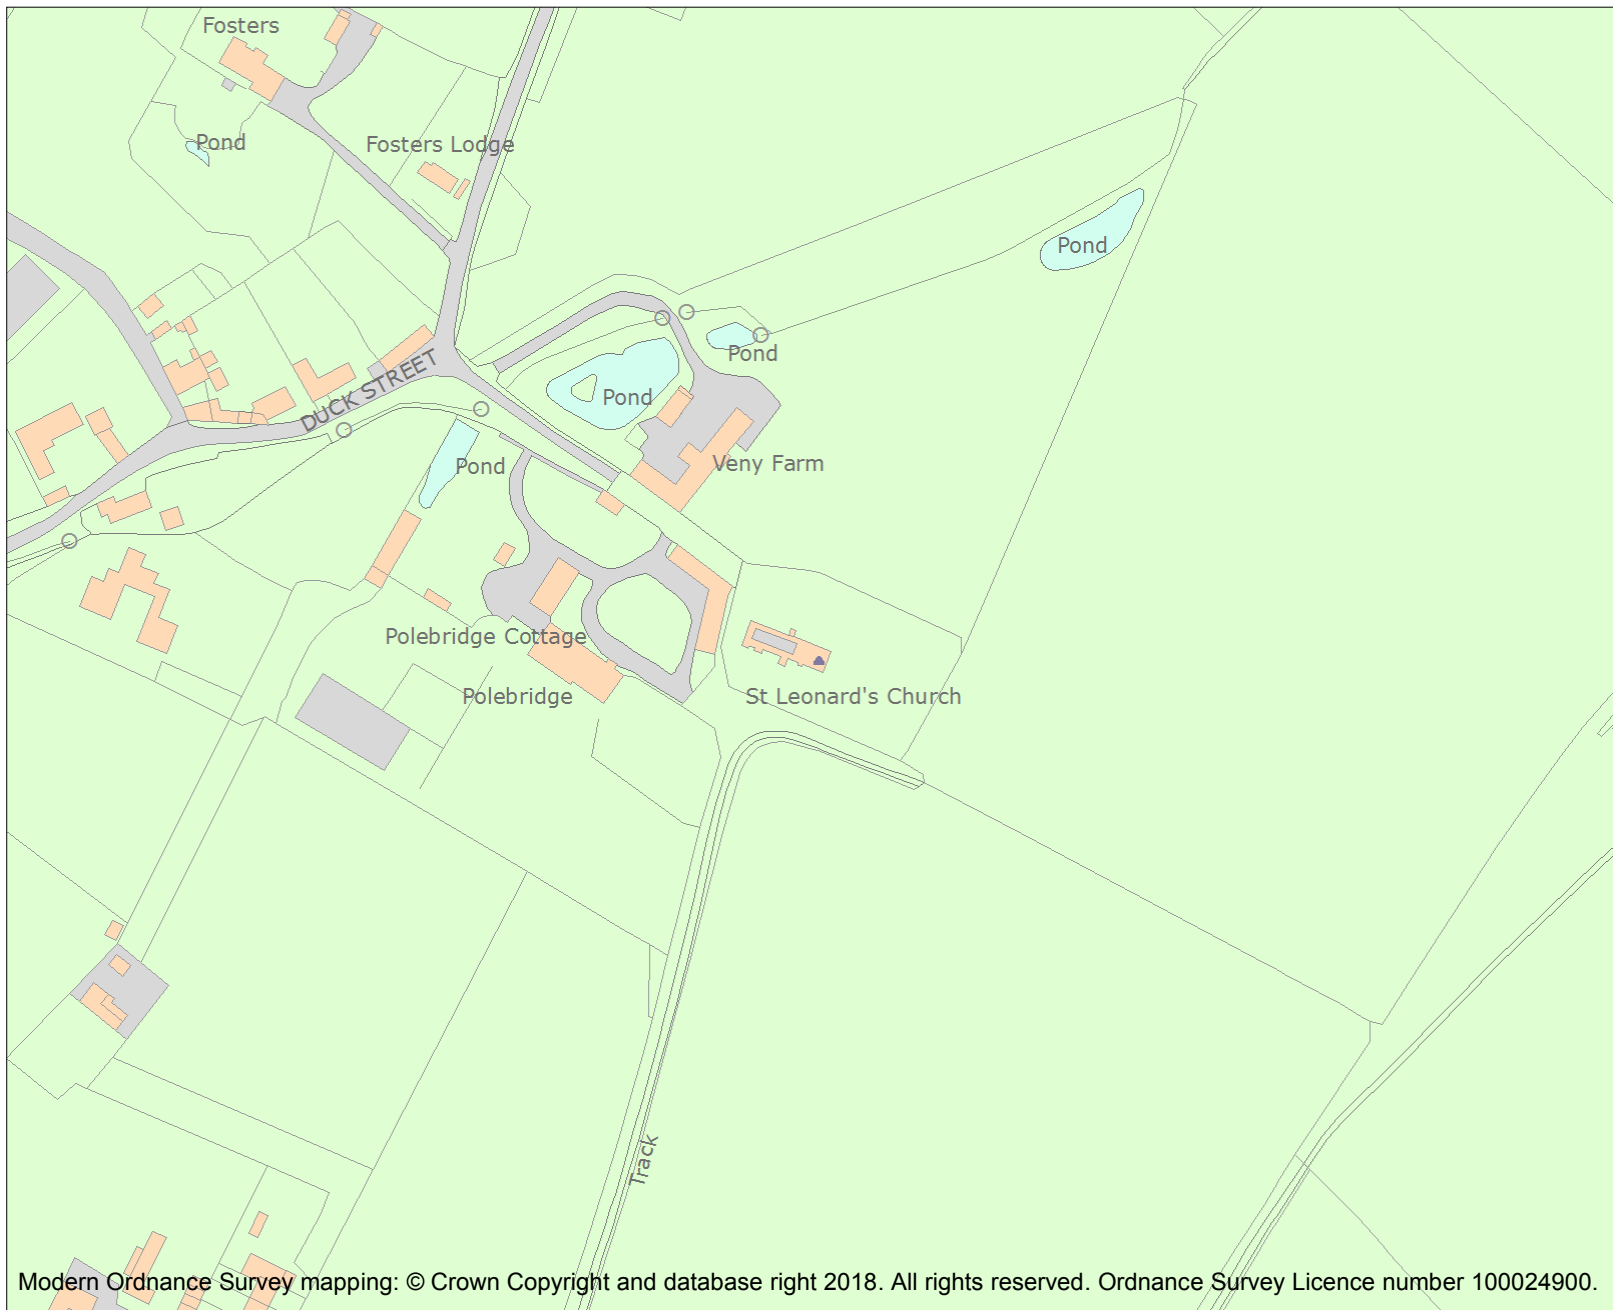 Fosters
Pond
Fosters Lodge
Pond
Pond
Pond
DUCK STREET
Veny Farm
Pond
Polebridge Cottage
Polebridge
St Leonard's Church
Track
Modern Ordnance Survey mapping: © Crown Copyright and database right 2018. All rights reserved. Ordnance Survey Licence number 100024900.